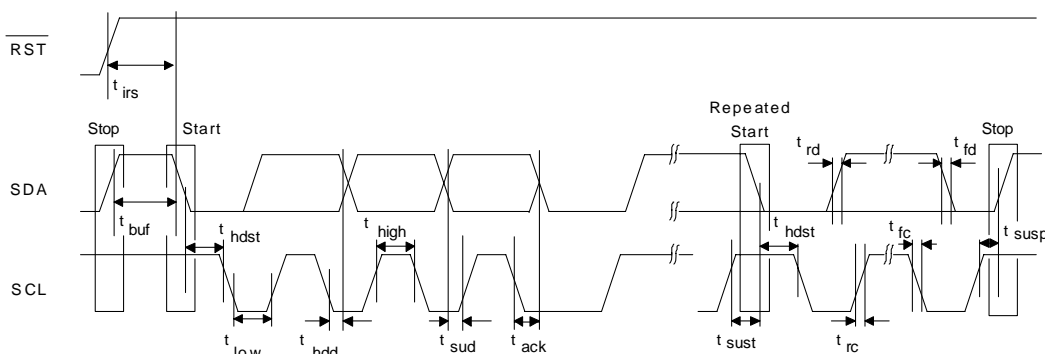 RST
t irs
Repeated
Stop
Start
Start
Stop
t rd
t fd
SDA
t buf
t hdst
t high
t hdst
t fc
t susp
SCL
t low
t hdd
t sud
t ack
t sust
t rc